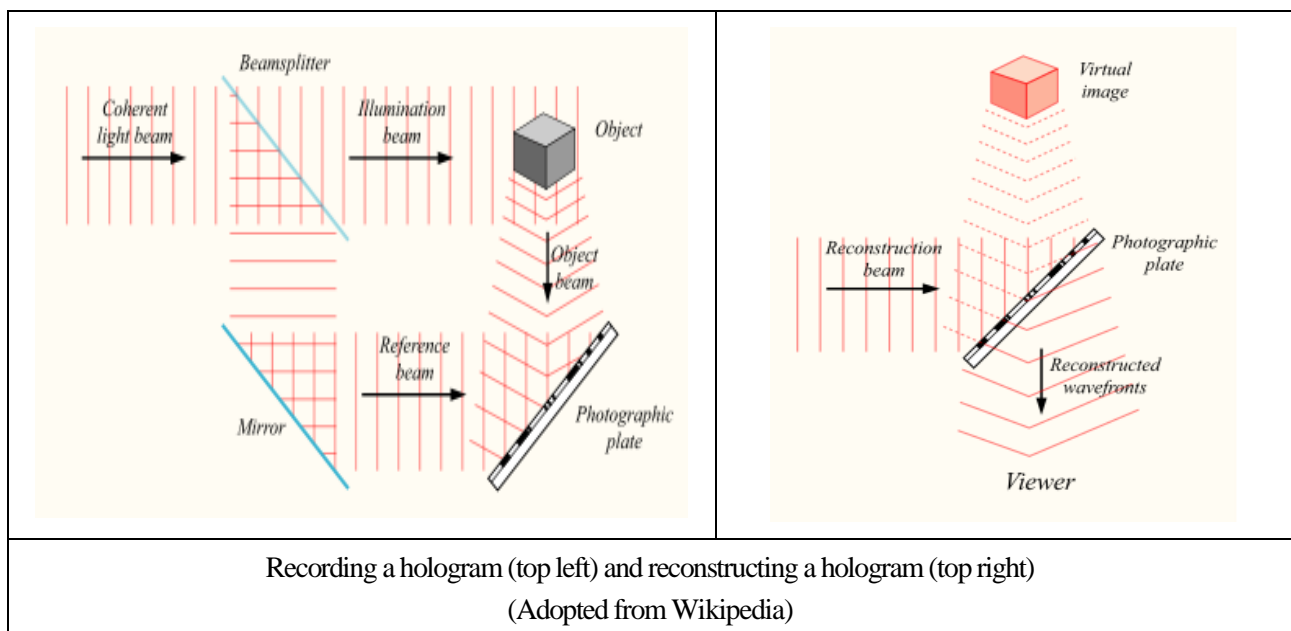 Beamsplitter
Coherent
light beam
Illumination
beam
Object
Object
beam
Reference
beam
Mirror
Photographic
plate
Virtual
image
Reconstruction
beam
Photographic
plate
Reconstructed
wavefronts
Viewer
Recording a hologram (top left) and reconstructing a hologram (top right)
(Adopted from Wikipedia)